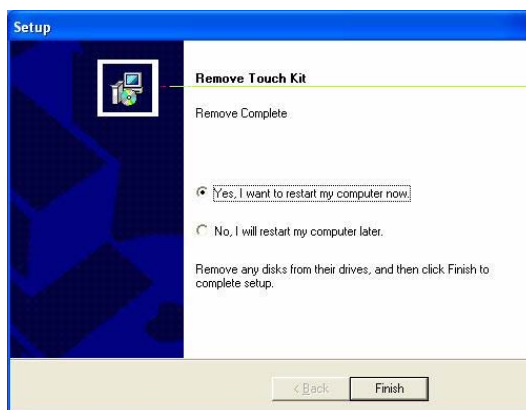 Setup
Remove Touch Kit
Remove Complete
Yes, I want to restart my computer now.
No, I will restart my computer later.
Remove any disks from their drives, and then click Finish to
complete setup.
< Back
Finish